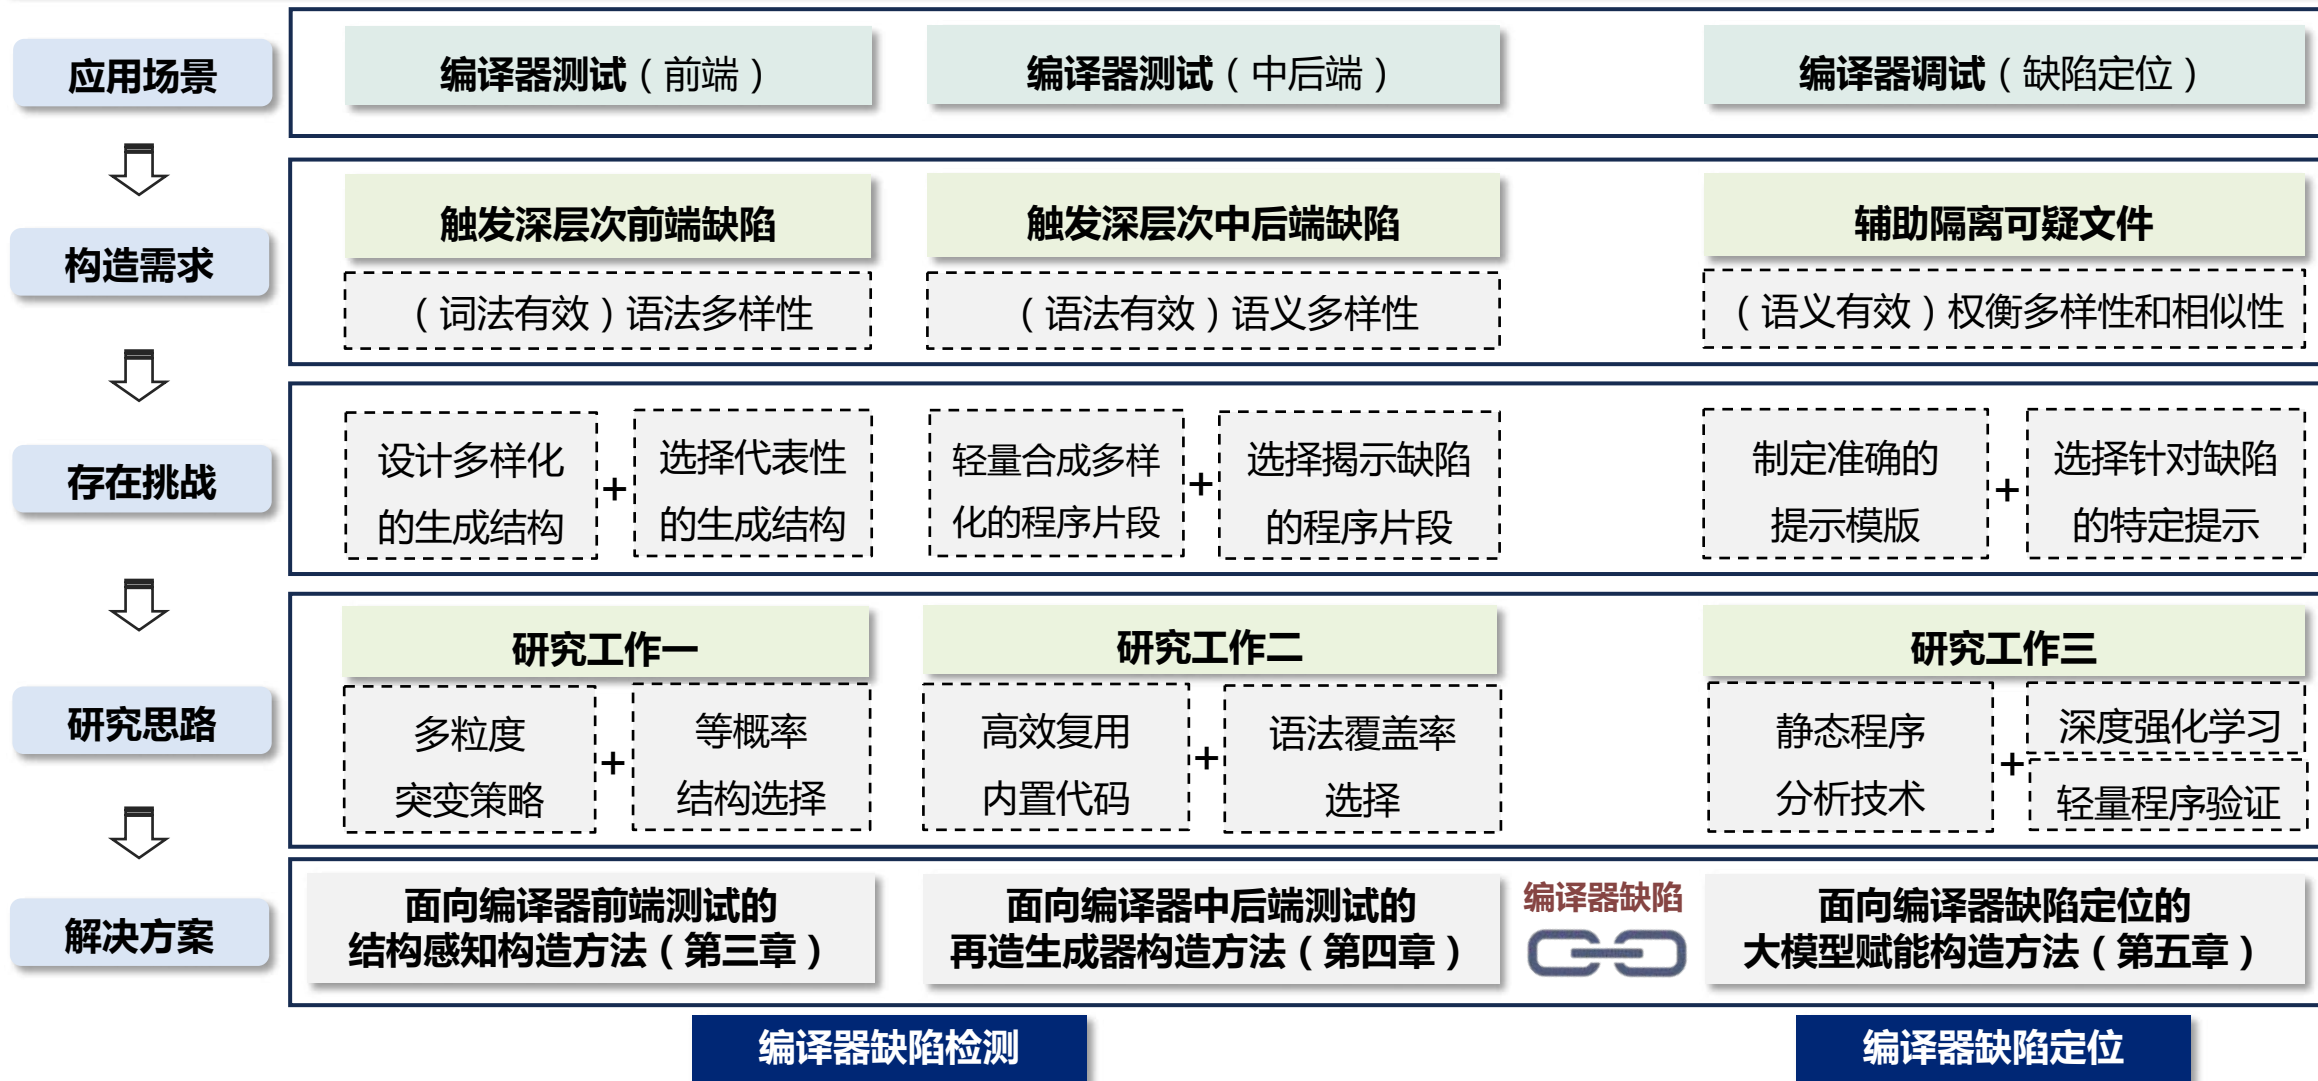 应用场景
编译器测试（前端）
编译器测试（中后端）
编译器调试（缺陷定位）
构造需求
触发深层次前端缺陷
触发深层次中后端缺陷
辅助隔离可疑文件
（词法有效）语法多样性
（语法有效）语义多样性
（语义有效）权衡多样性和相似性
存在挑战
设计多样化
的生成结构
+
选择代表性
的生成结构
轻量合成多样
化的程序片段
+
选择揭示缺陷
的程序片段
制定准确的
提示模版
+
选择针对缺陷
的特定提示
研究思路
研究工作一
研究工作二
研究工作三
多粒度
突变策略
+
等概率
结构选择
高效复用
内置代码
+
语法覆盖率
选择
静态程序
分析技术
+
深度强化学习
轻量程序验证
解决方案
面向编译器前端测试的
结构感知构造方法（第三章）
面向编译器中后端测试的
再造生成器构造方法（第四章）
编译器缺陷
面向编译器缺陷定位的
大模型赋能构造方法（第五章）
编译器缺陷检测
编译器缺陷定位